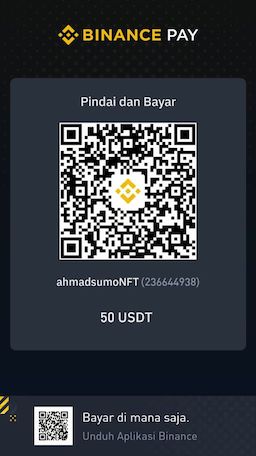 BINANCE PAY
Pindai dan Bayar
ahmadsumoNFT (236644938)
50 USDT
Bayar di mana saja.
Unduh Aplikasi Binance